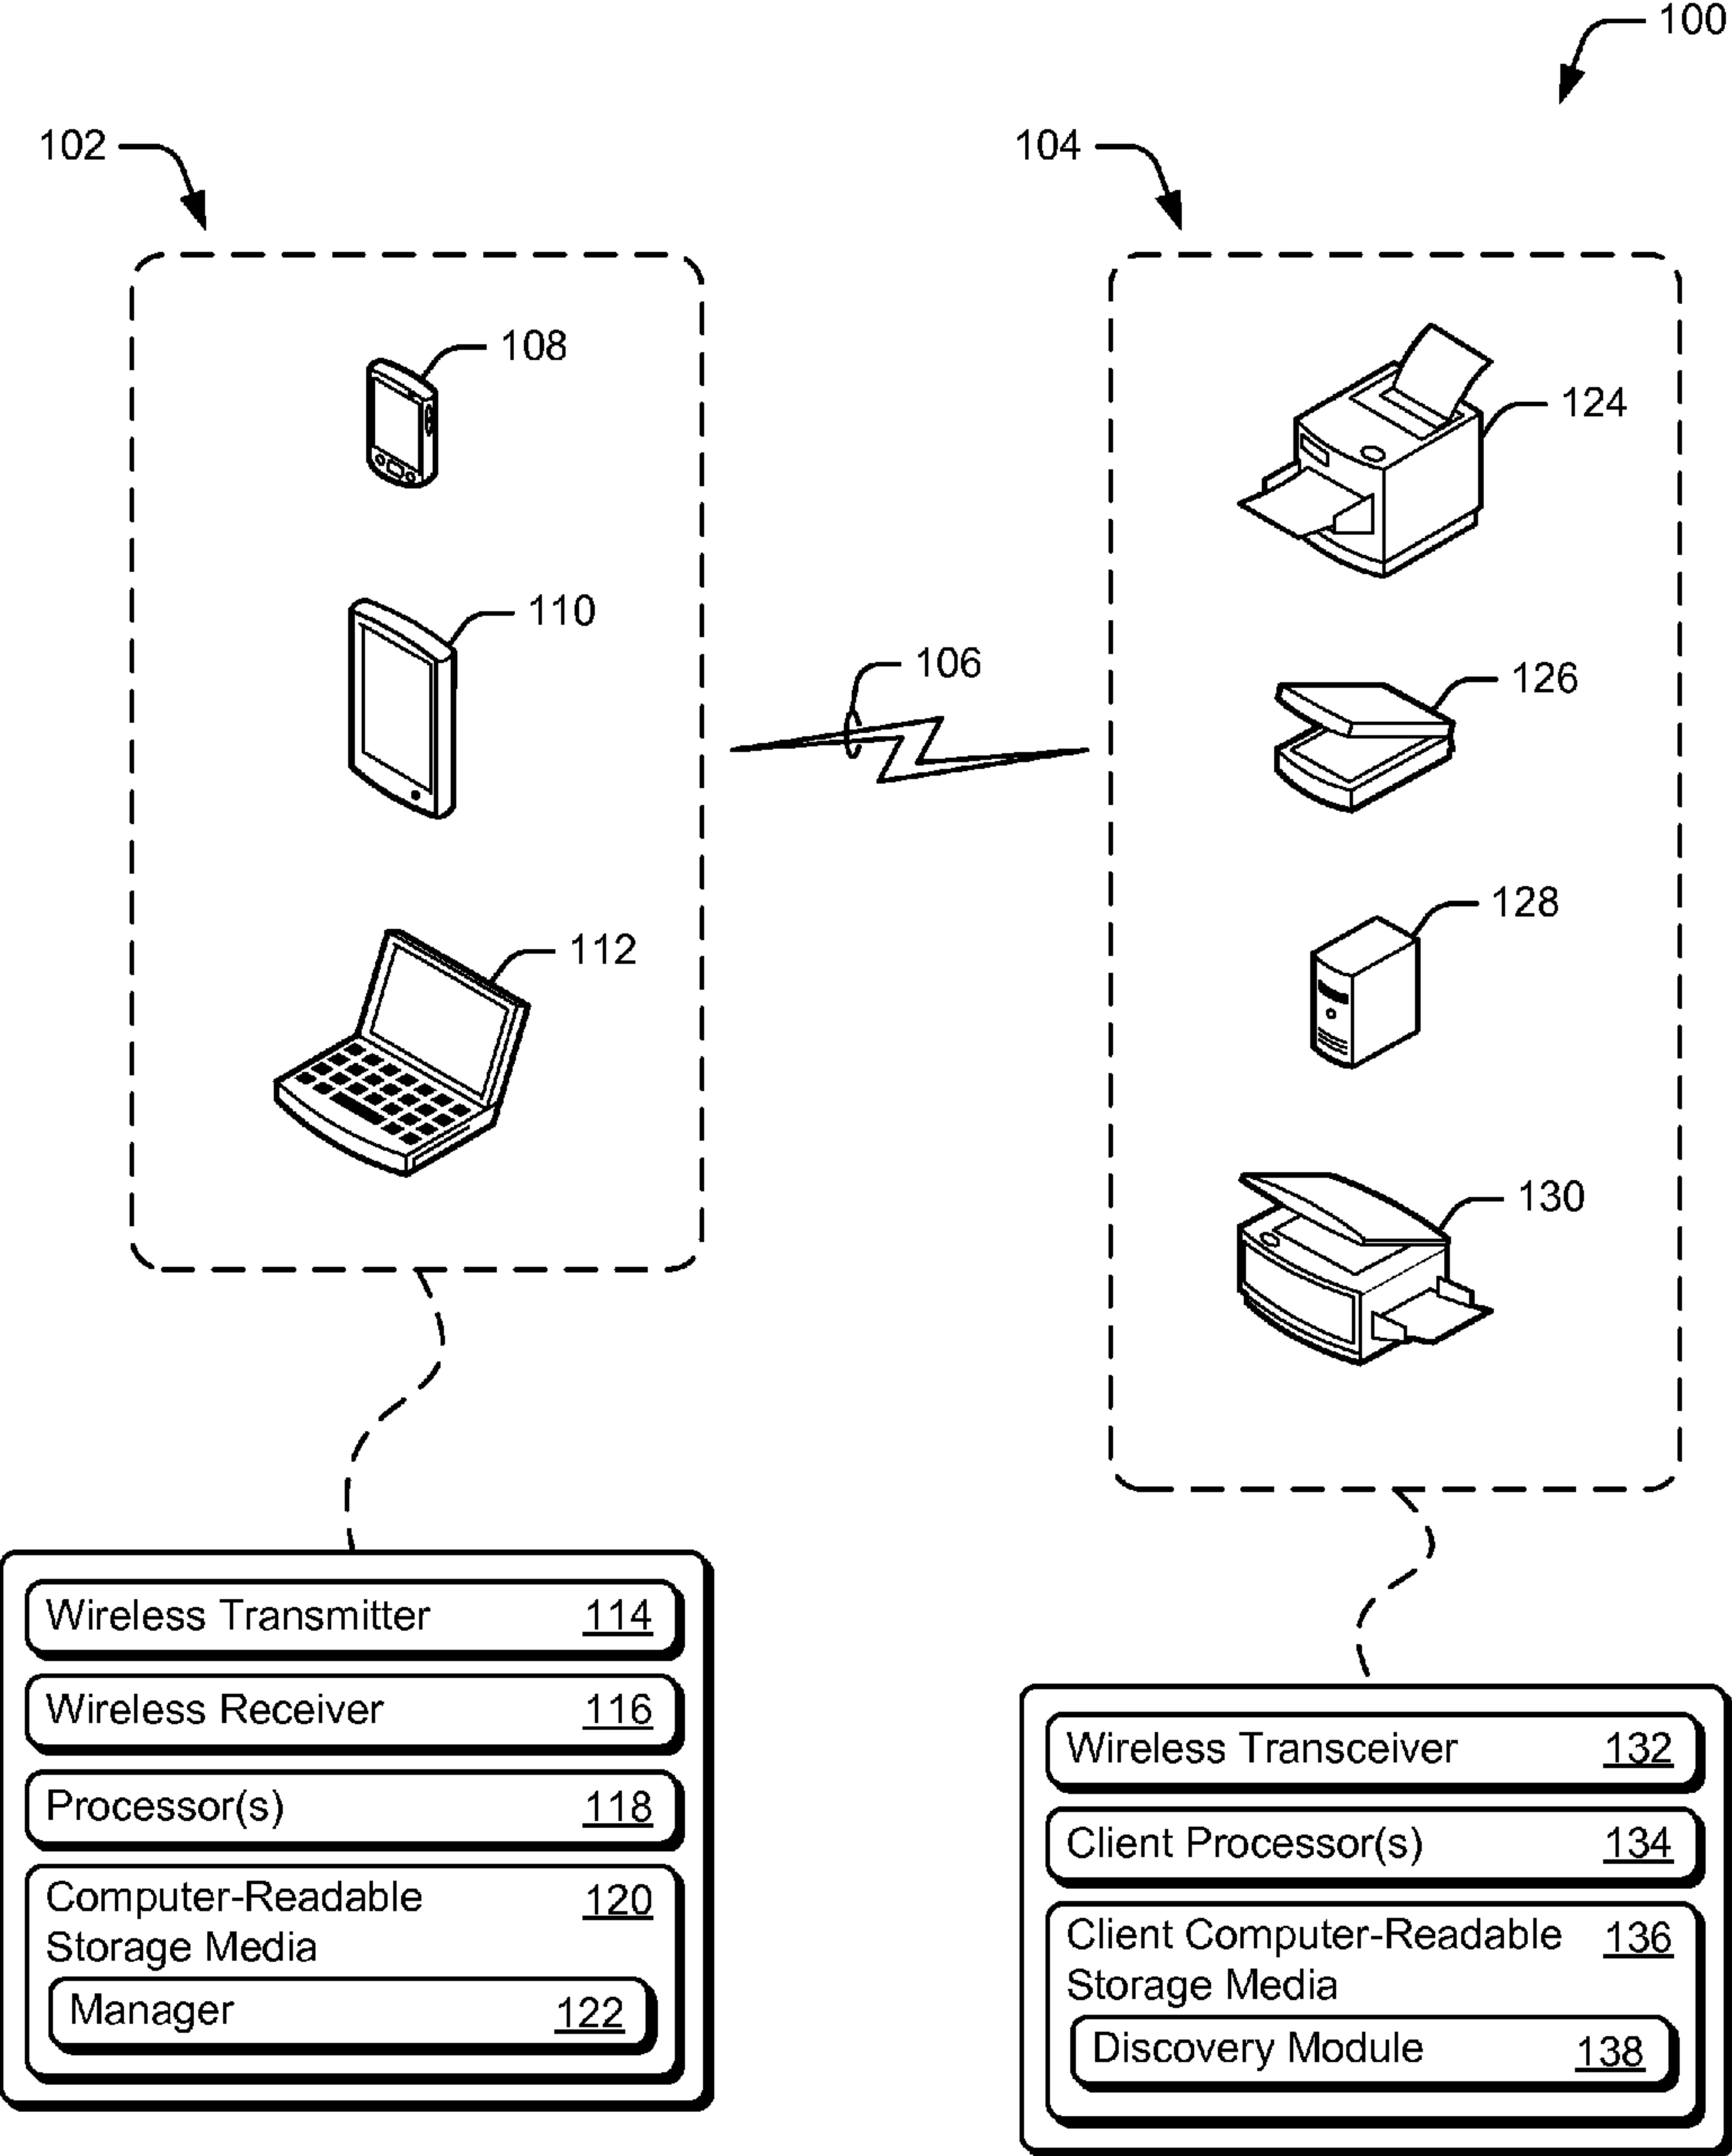 100
102
104
108
124
110
106
126
112
128
130
Wireless Transmitter 114
Wireless Receiver 116
Processor(s) 118
Computer-Readable 120
Storage Media
Manager 122
Wireless Transceiver 132
Client Processor(s) 134
Client Computer-Readable 136
Storage Media
Discovery Module 138